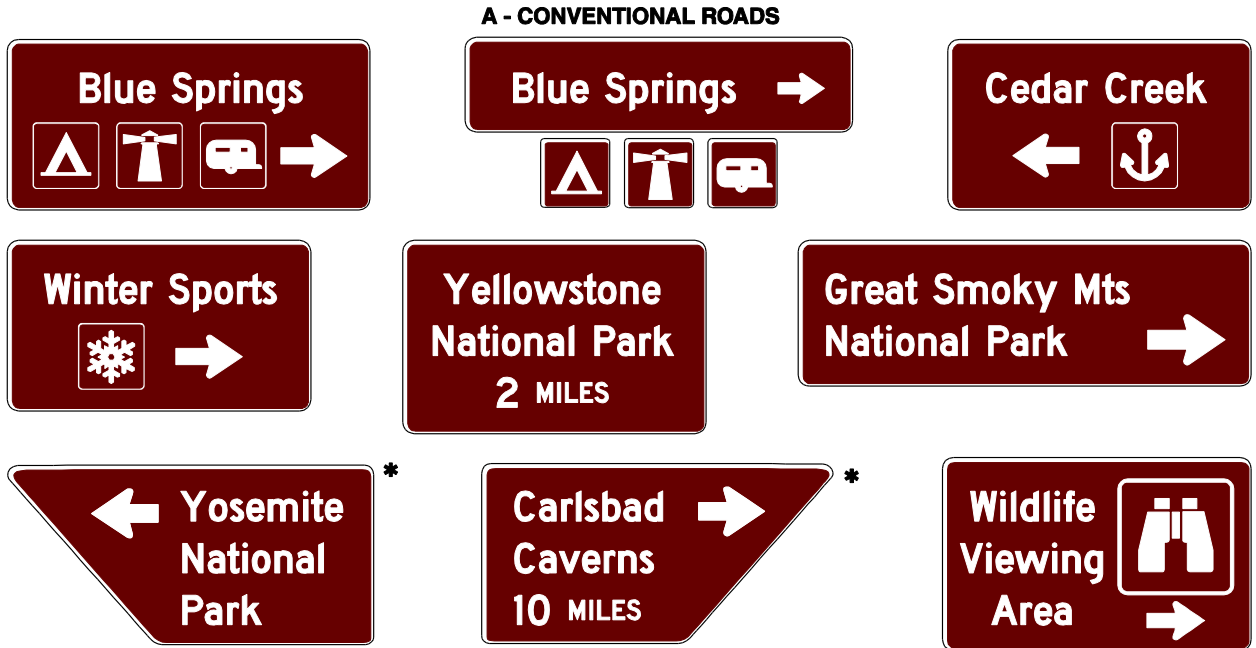 A - CONVENTIONAL ROADS
Blue Springs
Blue Springs
Cedar Creek
Winter Sports
Yellowstone
National Park
2 MILES
Great Smoky Mts
National Park
Yosemite
National
Park
*
Carlsbad
Caverns
10 MILES
*
Wildlife
Viewing
Area